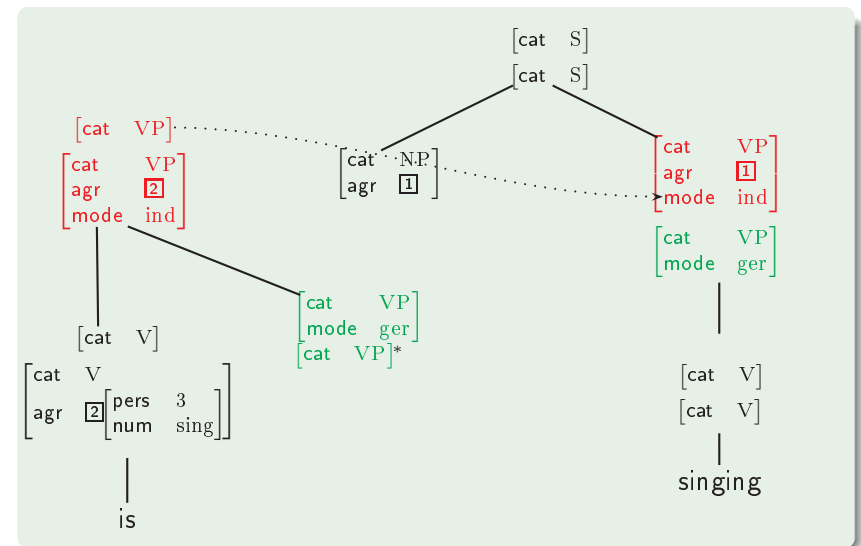 [cat S]
[cat S]
[cat VP]
[cat VP
agr 2
mode ind]
[cat NP
agr 1]
[cat VP
agr 1
mode ind]
[cat VP
mode ger]
[cat VP
mode ger]
[cat VP]*
[cat V]
[cat V
agr 2 [pers 3
num sing]]
is
[cat V]
[cat V]
singing